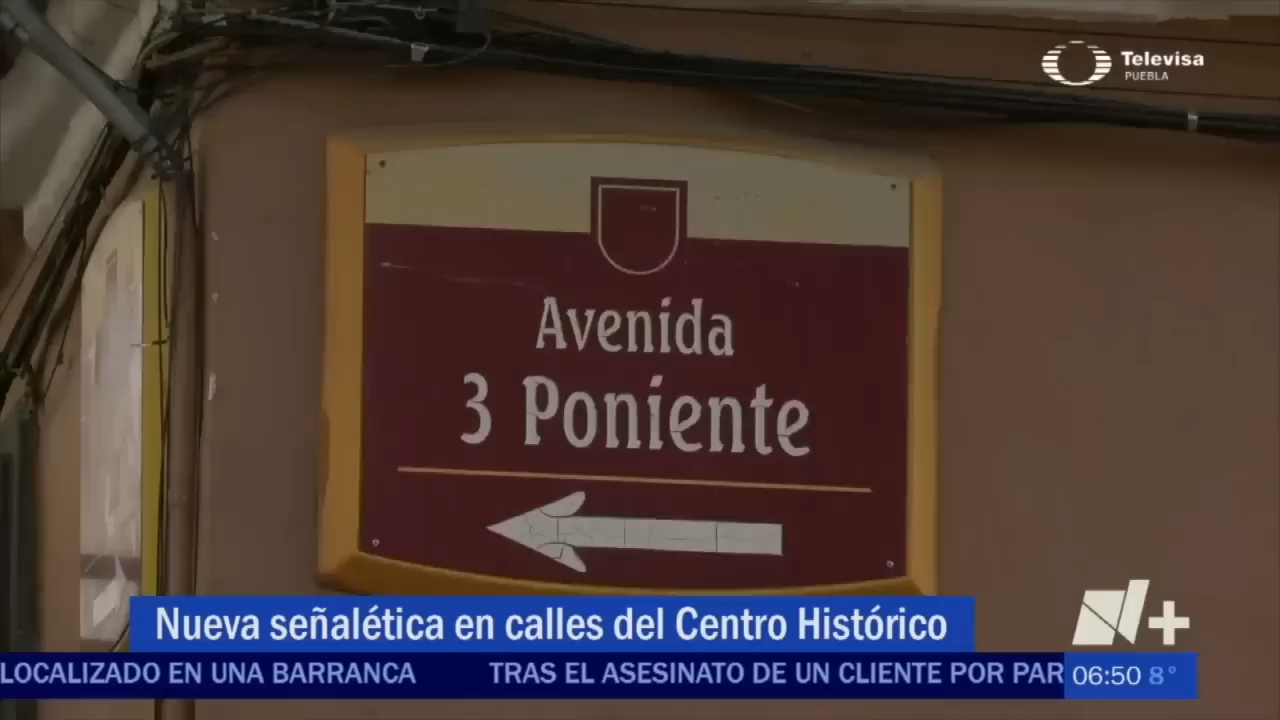 Televisa
PUEBLA
Avenida
3 Poniente
Nueva señalética en calles del Centro Histórico
N+
LOCALIZADO EN UNA BARRANCA TRAS EL ASESINATO DE UN CLIENTE POR PAR
06:50 8°